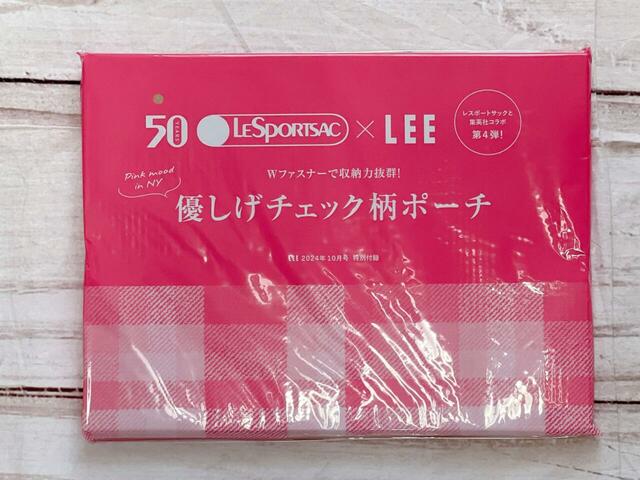 50 YEARS LESPORTSAC × LEE
レスポートサックと
集英社コラボ
第4弾!
Pink mood
in NY
Wファスナーで収納力抜群!
優しげチェック柄ポーチ
LEE 2024年10月号 特別付録